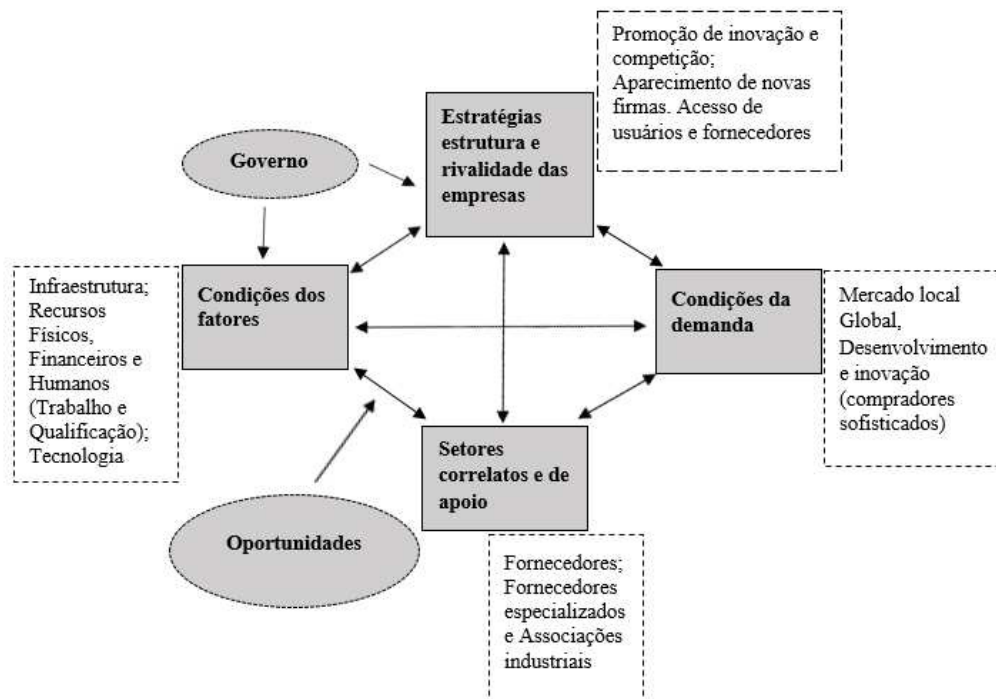 Promoção de inovação e
competição;
Aparecimento de novas
firmas. Acesso de
usuários e fornecedores
Estratégias
estrutura e
rivalidade das
empresas
Governo
Infraestrutura;
Recursos
Físicos,
Financeiros e
Humanos
(Trabalho e
Qualificação);
Tecnologia
Condições dos
fatores
Condições da
demanda
Mercado local
Global,
Desenvolvimento
e inovação
(compradores
sofisticados)
Setores
correlatos e de
apoio
Oportunidades
Fornecedores;
Fornecedores
especializados
e Associações
industriais